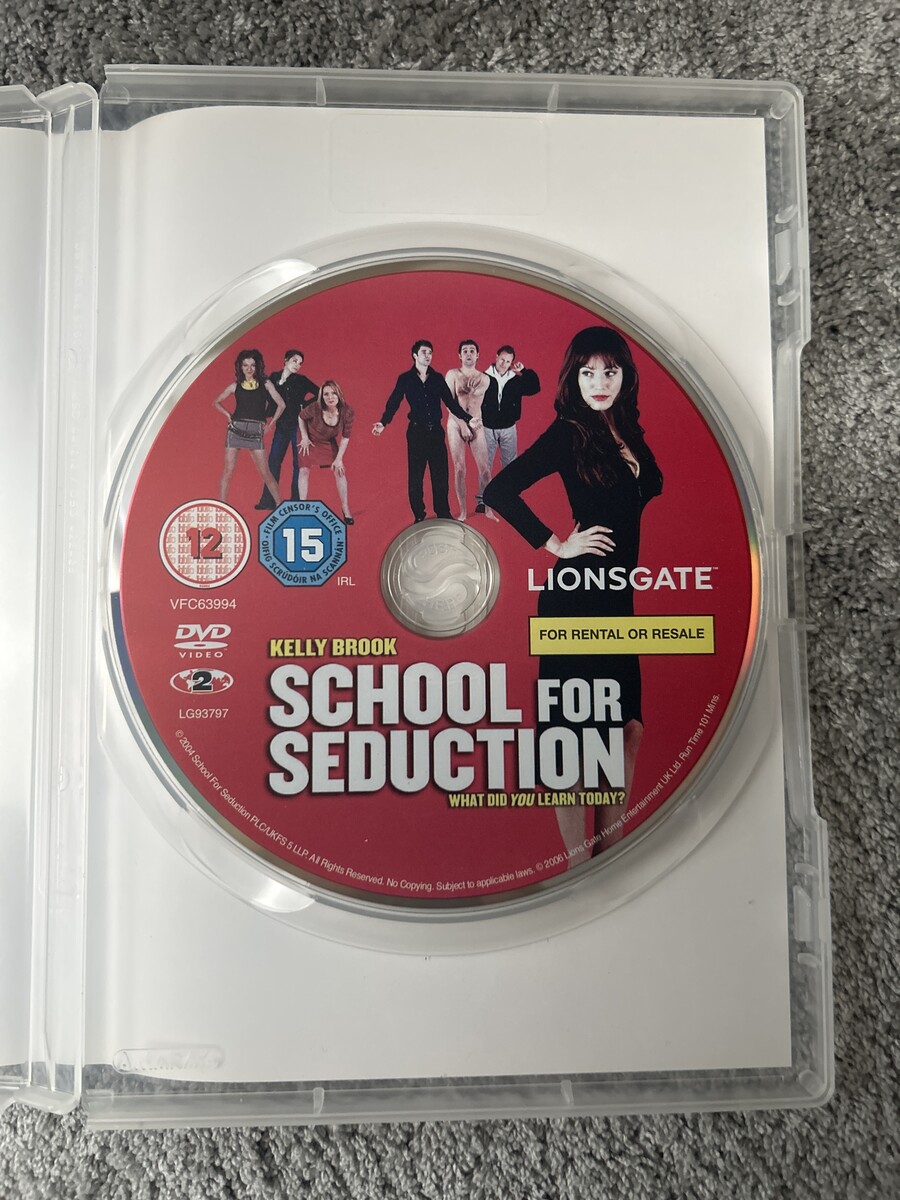 12
FILM CENSOR'S OFFICE
15
OIFIG SCRÚDÓIR NA SCANNÁN
IRL
VFC63994
DVD
VIDEO
2
LG93797
LIONSGATE™
FOR RENTAL OR RESALE
KELLY BROOK
SCHOOL FOR
SEDUCTION
WHAT DID YOU LEARN TODAY?
© 2004 School For Seduction PLC/UKFS 5 LLP. All Rights Reserved. No Copying. Subject to applicable laws. © 2006 Lions Gate Home Entertainment UK Ltd. Run Time 101 Mins.